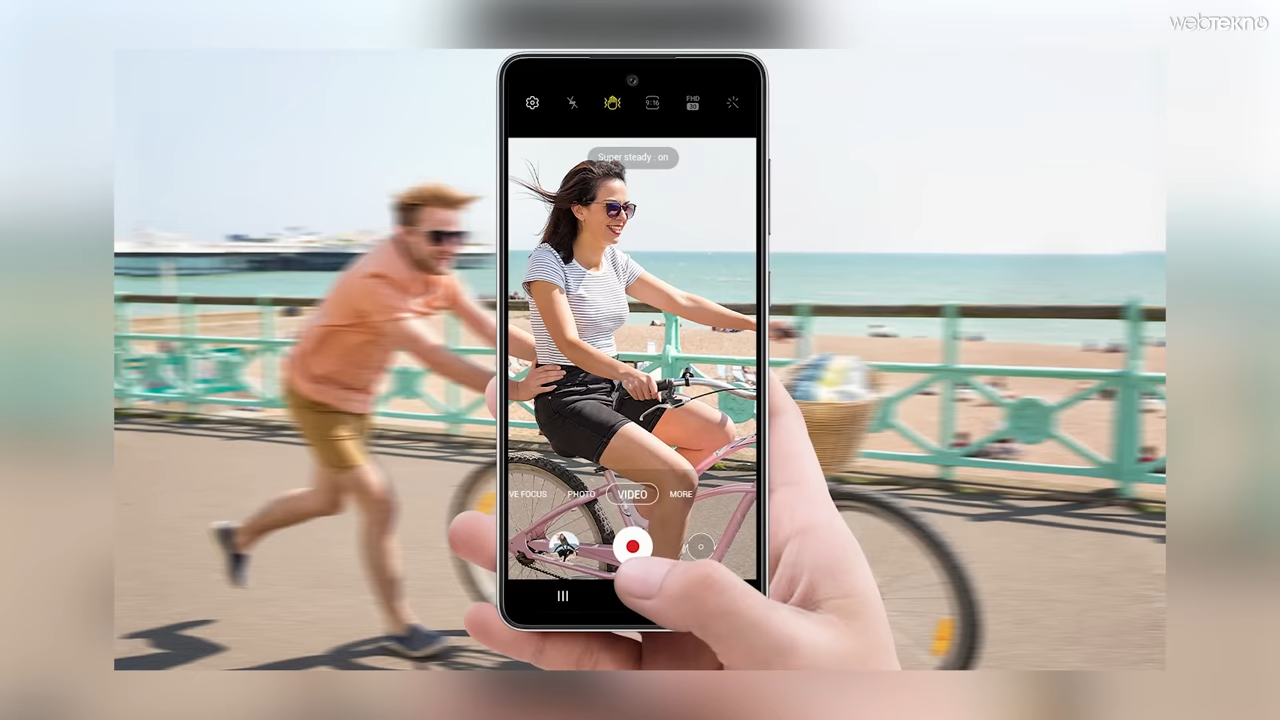 webtekno
9:16
FHD
30
Super steady : on
VE FOCUS
PHOTO
VIDEO
MORE